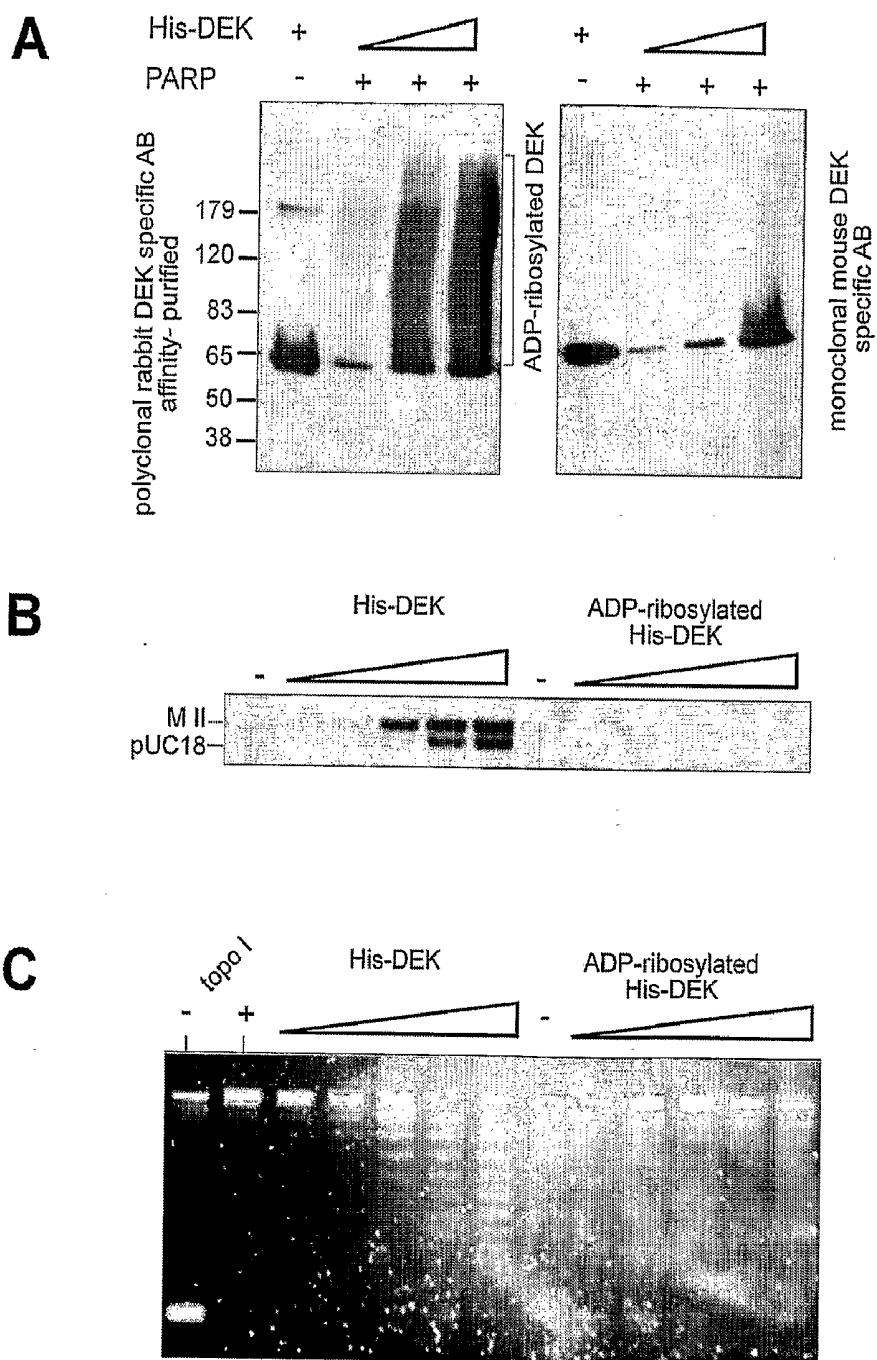 A
His-DEK + +
PARP - + + + - + + +
polyclonal rabbit DEK specific AB
affinity- purified
179
120
83
65
50
38
ADP-ribosylated DEK
monoclonal mouse DEK
specific AB
B
His-DEK
ADP-ribosylated
His-DEK
- -
M II
pUC18
C
topo I
His-DEK
ADP-ribosylated
His-DEK
- + -